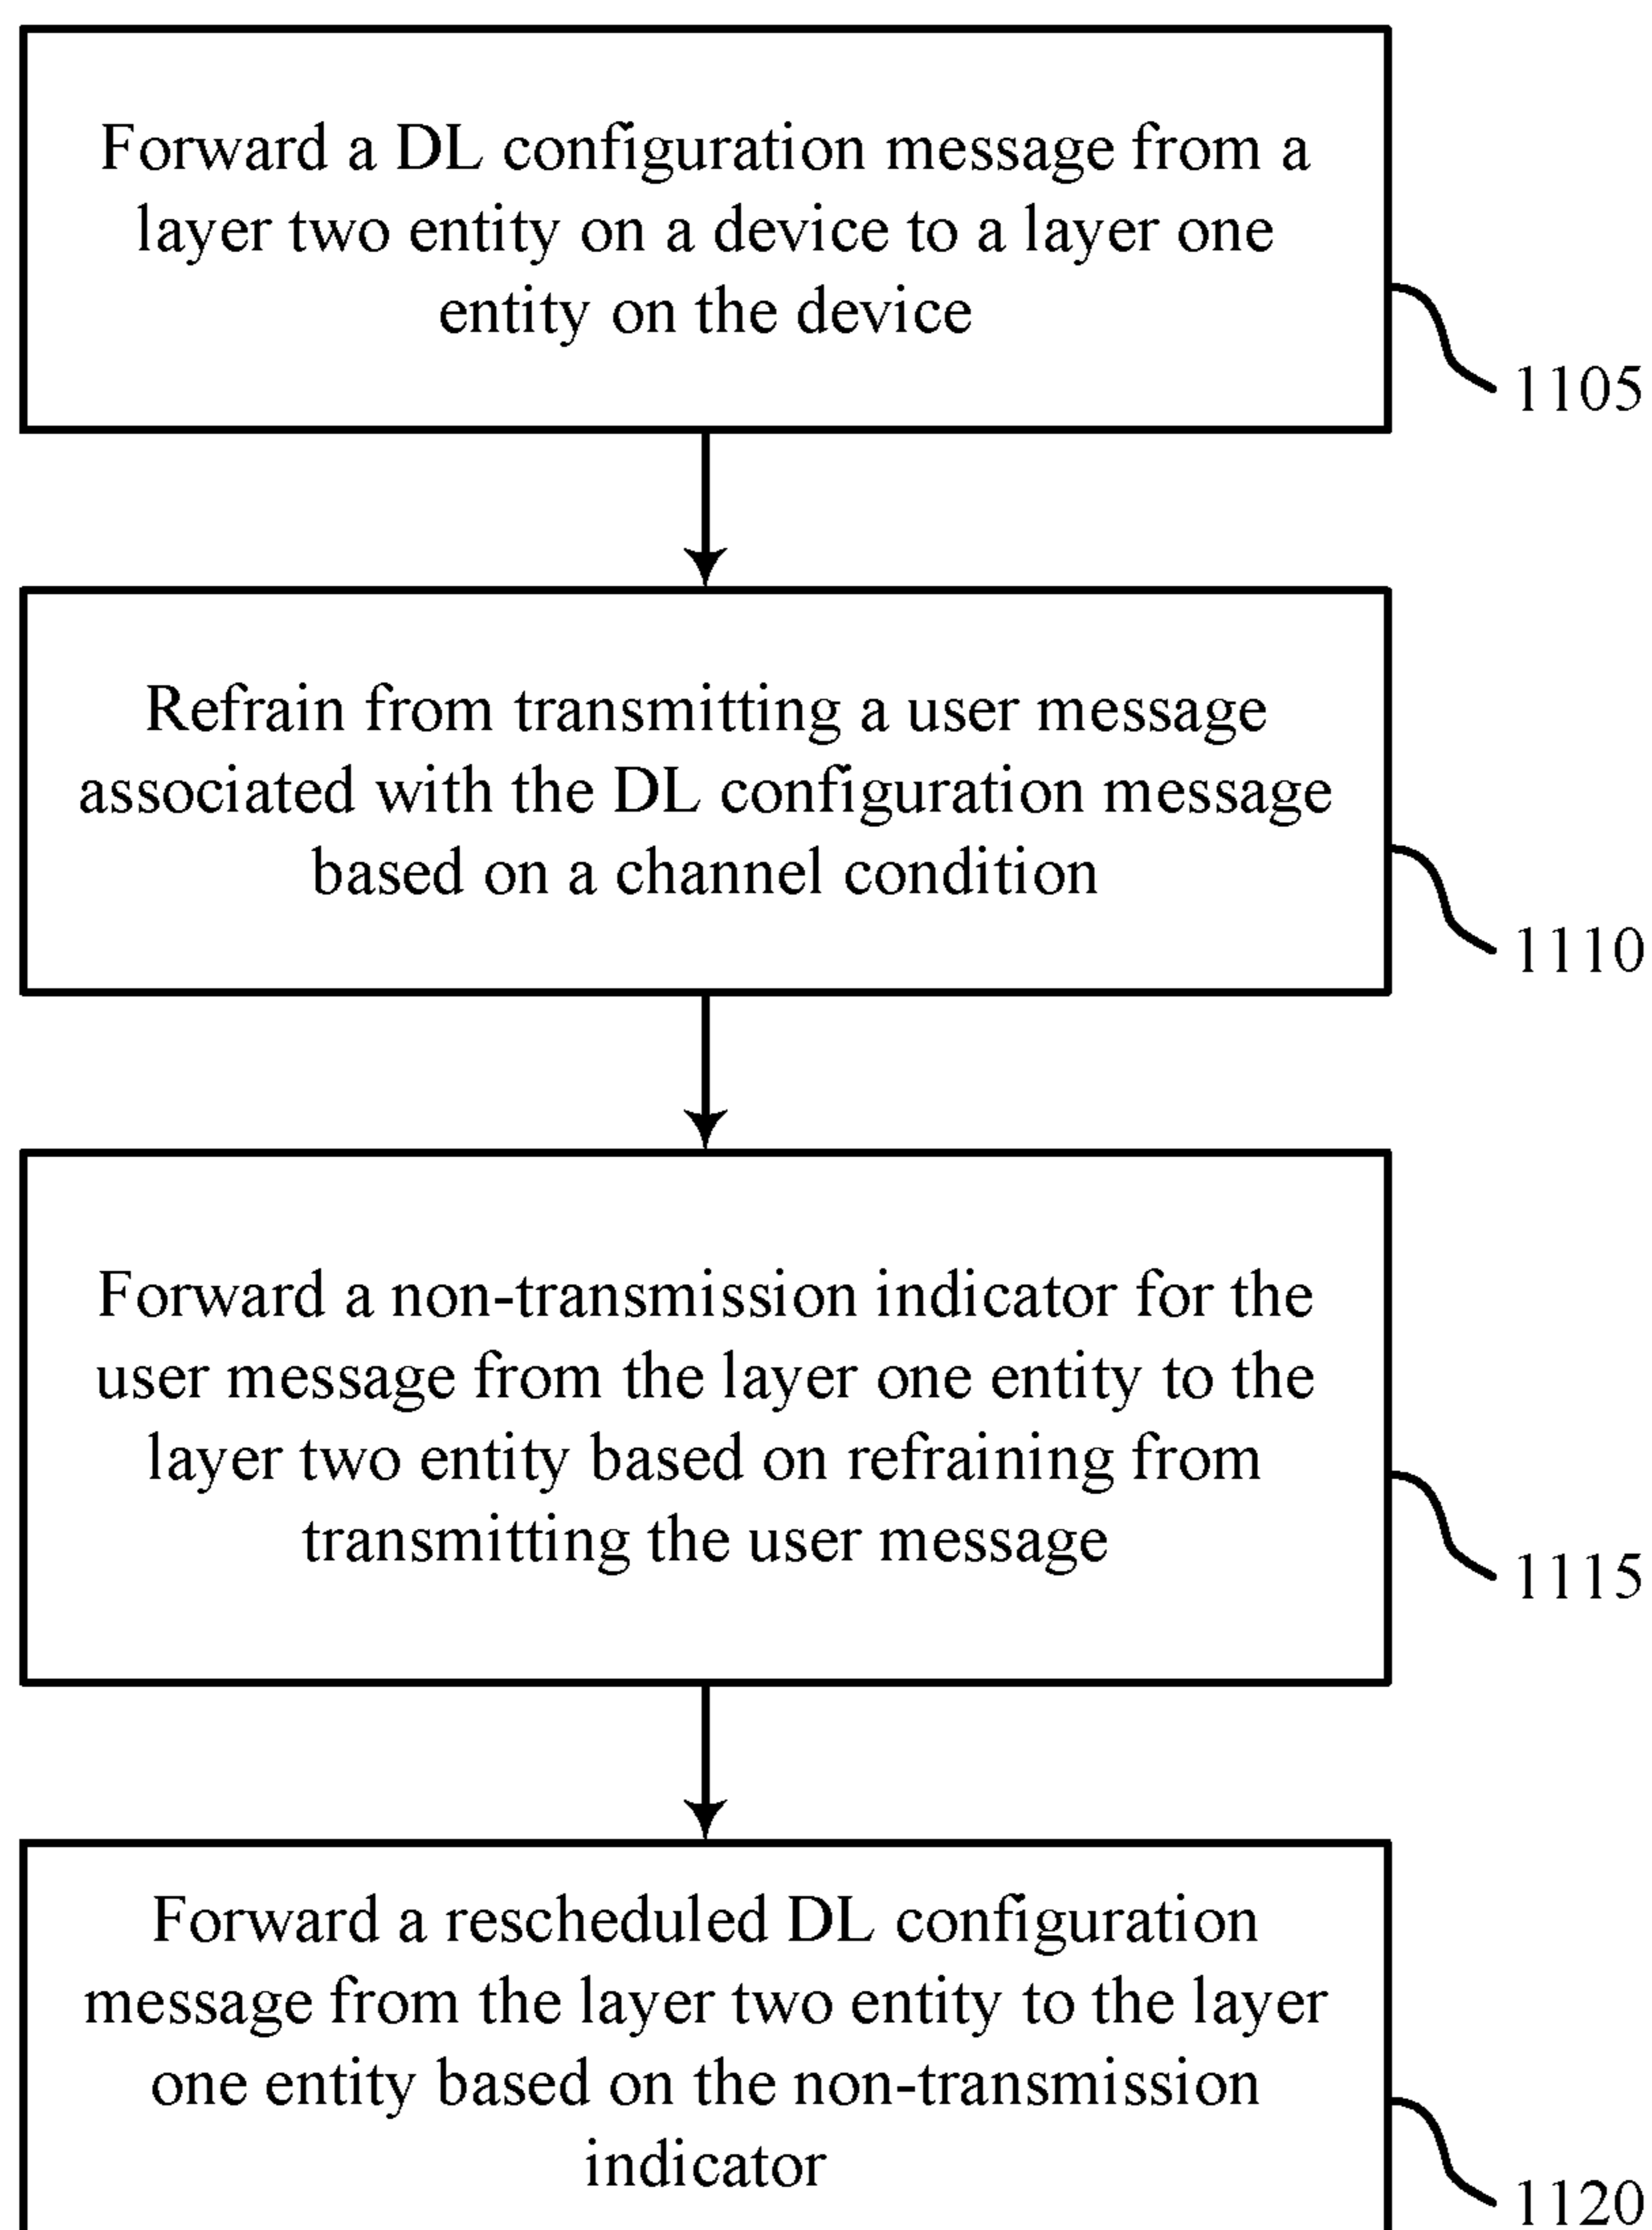 Forward a DL configuration message from a
layer two entity on a device to a layer one
entity on the device
1105
Refrain from transmitting a user message
associated with the DL configuration message
based on a channel condition
1110
Forward a non-transmission indicator for the
user message from the layer one entity to the
layer two entity based on refraining from
transmitting the user message
1115
Forward a rescheduled DL configuration
message from the layer two entity to the layer
one entity based on the non-transmission
indicator
1120